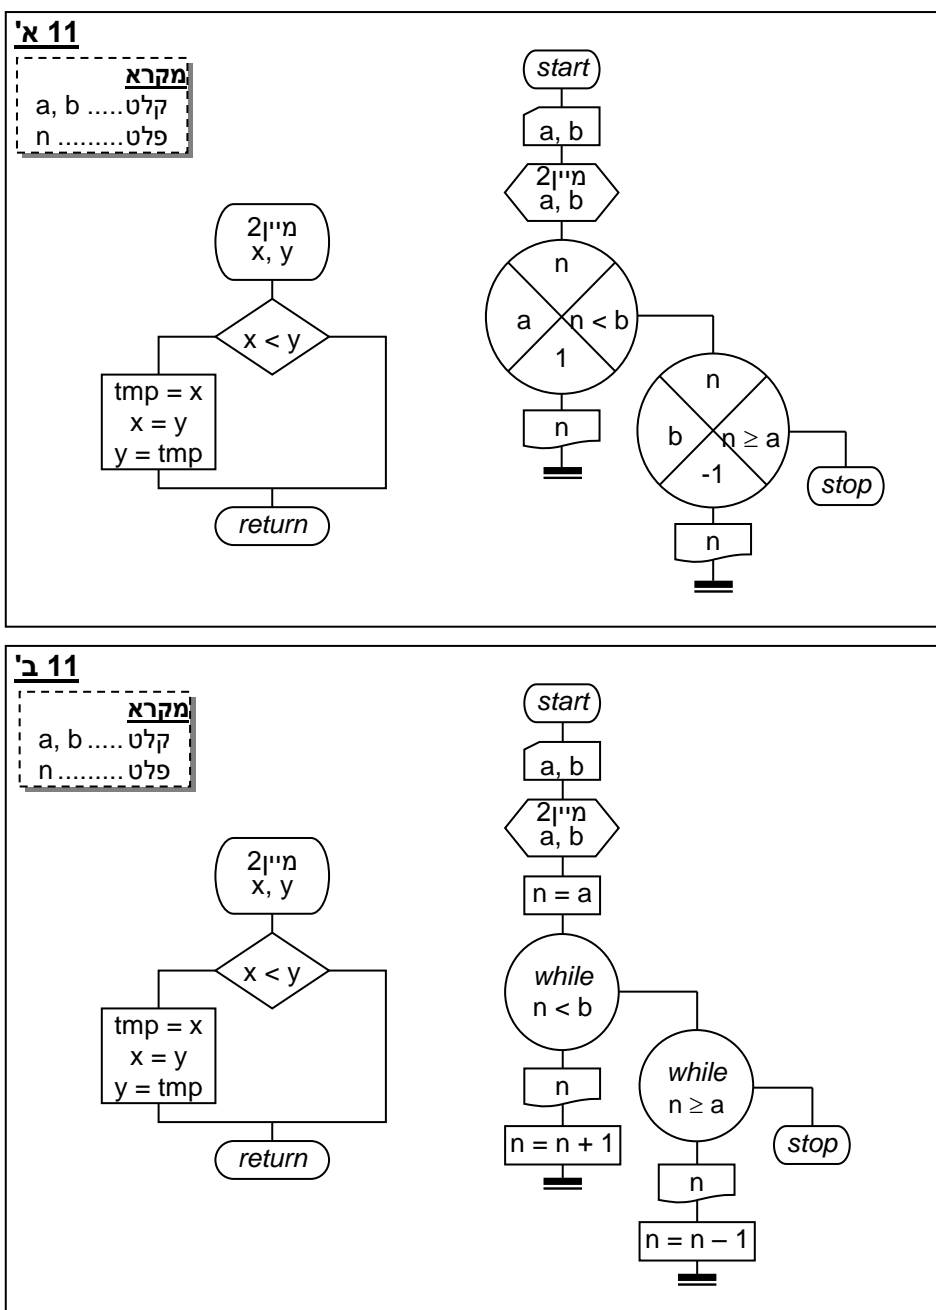 11 א'
מקרא
קלט.....a, b
פלט.........n
start
a, b
מיין2
a, b
n
a
n < b
1
n
n
b
n ≥ a
-1
n
stop
מיין2
x, y
x < y
tmp = x
x = y
y = tmp
return
11 ב'
מקרא
קלט.....a, b
פלט.........n
start
a, b
מיין2
a, b
n = a
while
n < b
n
n = n + 1
while
n ≥ a
n
n = n – 1
stop
מיין2
x, y
x < y
tmp = x
x = y
y = tmp
return